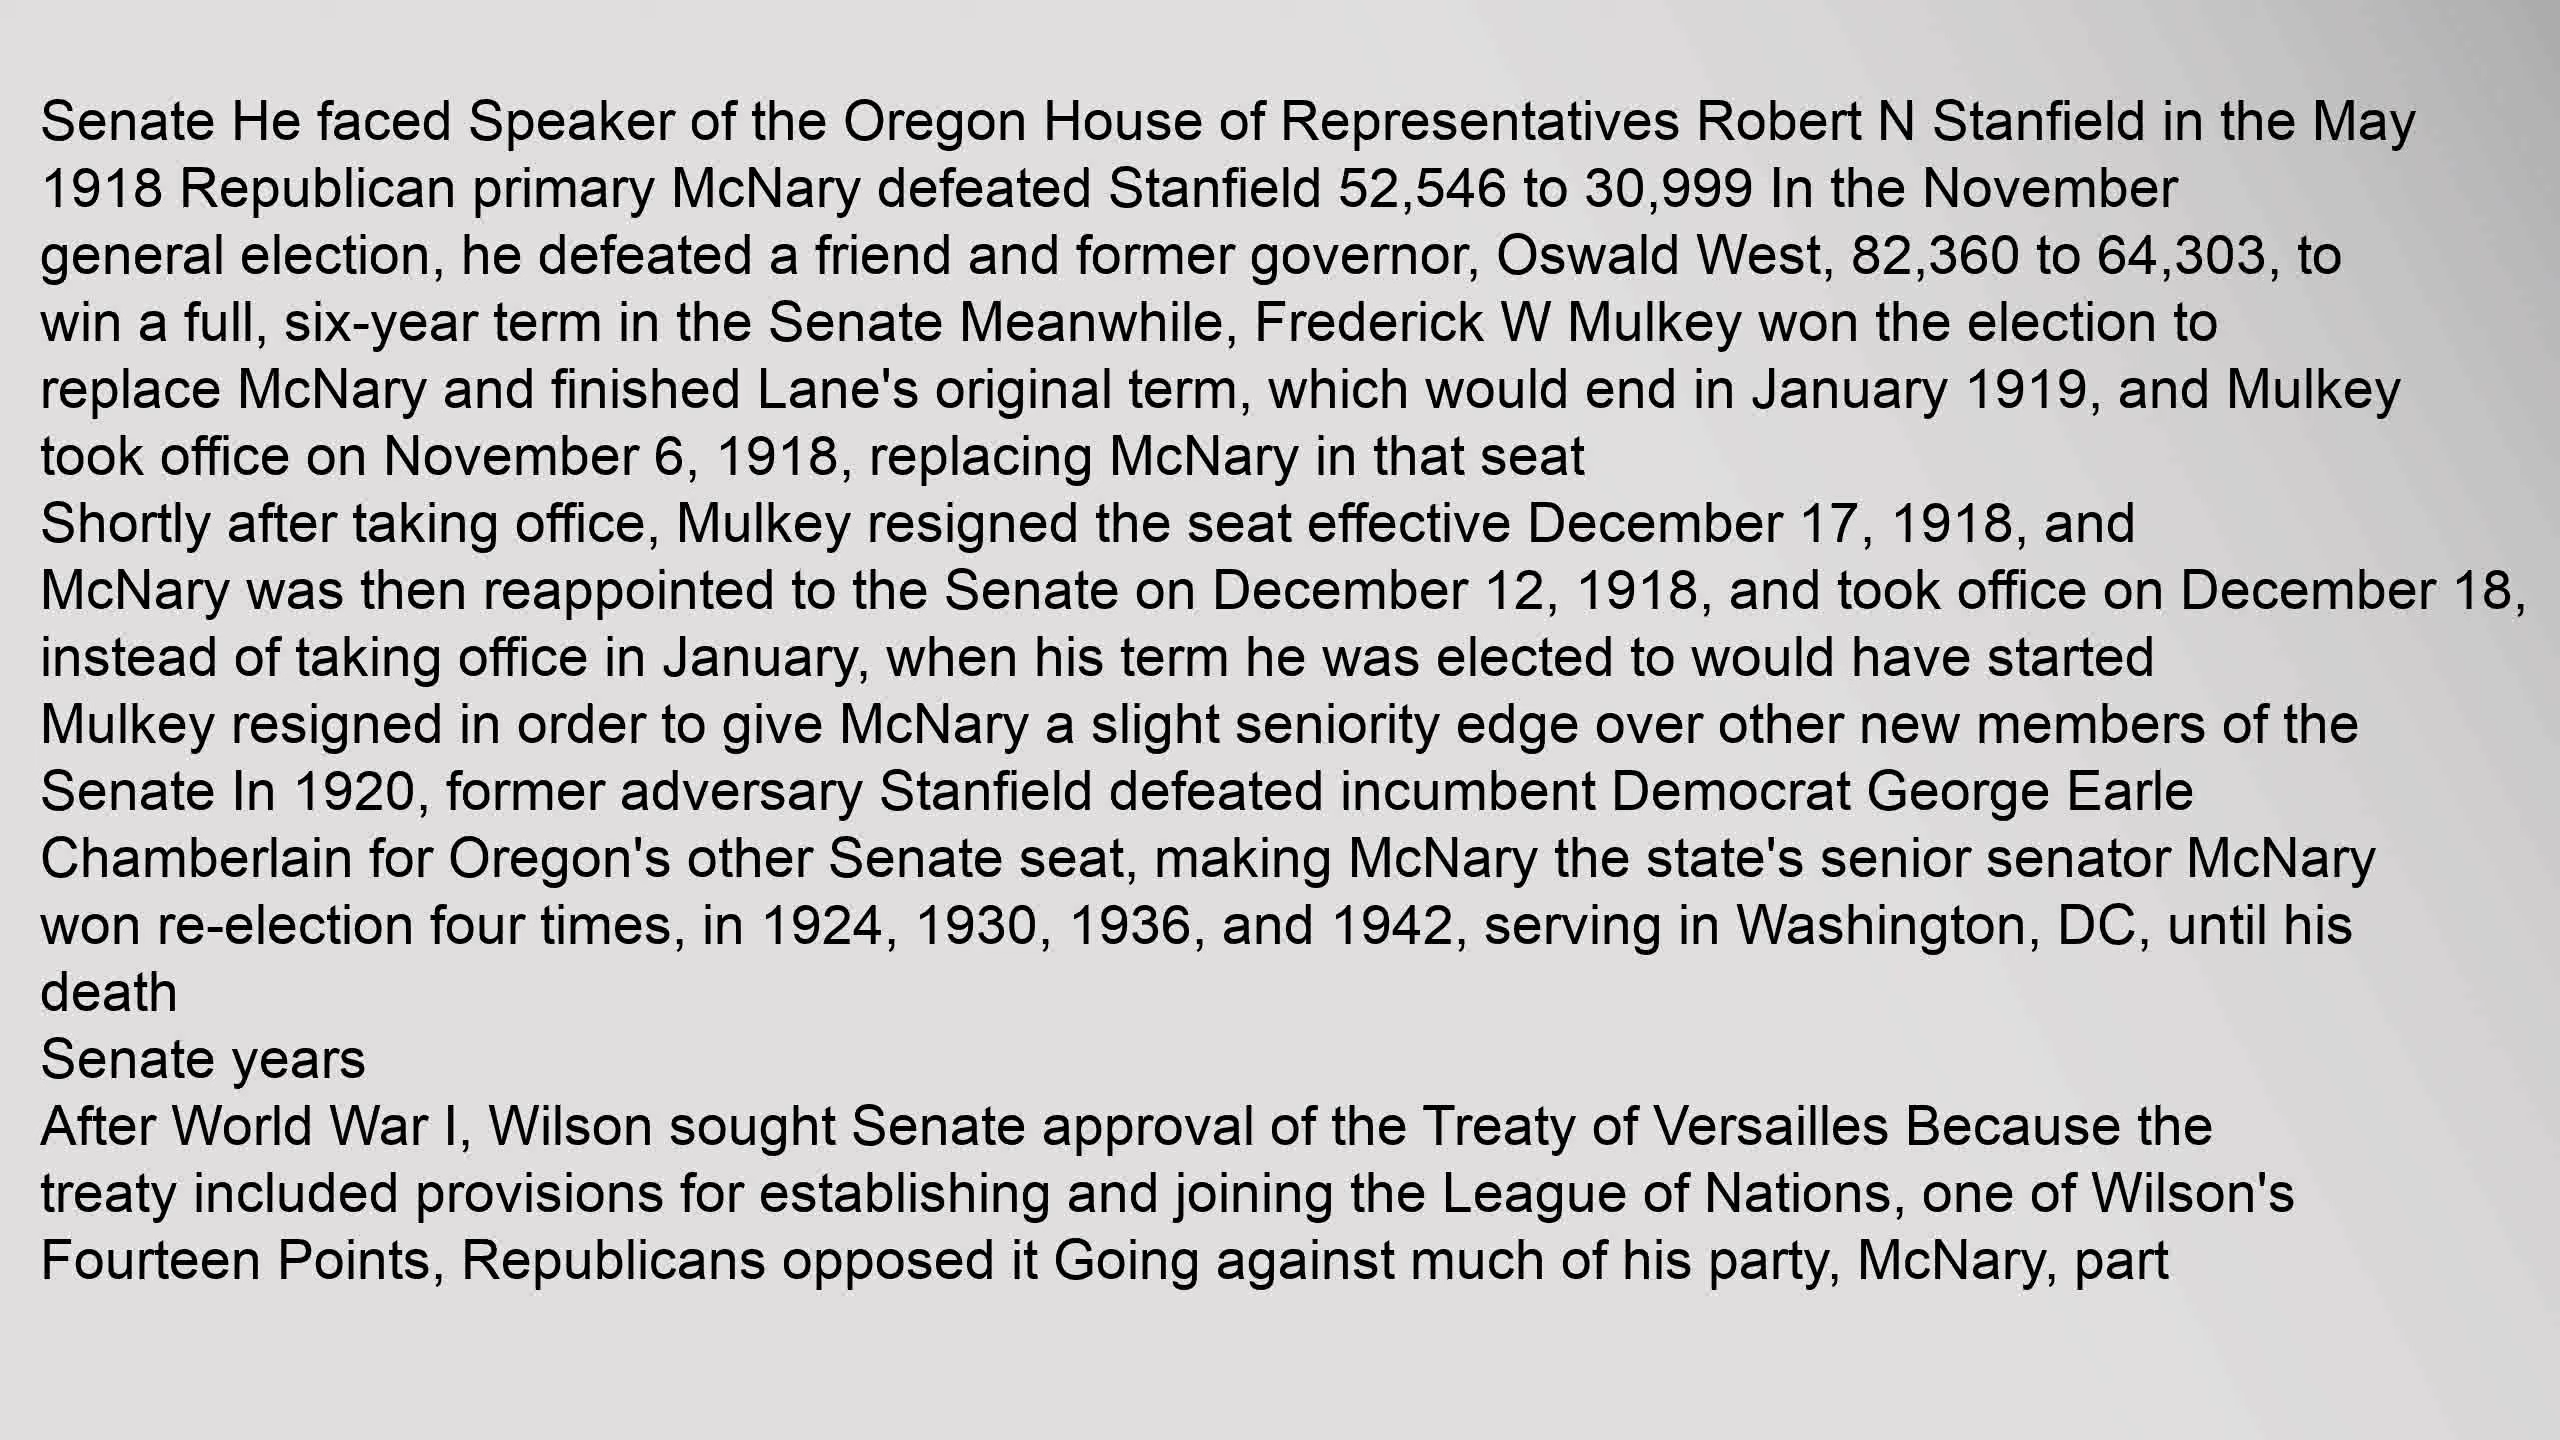 Senate He faced Speaker of the Oregon House of Representatives Robert N Stanfield in the May
1918 Republican primary McNary defeated Stanfield 52,546 to 30,999 In the November
general election, he defeated a friend and former governor, Oswald West, 82,360 to 64,303, to
win a full, six-year term in the Senate Meanwhile, Frederick W Mulkey won the election to
replace McNary and finished Lane's original term, which would end in January 1919, and Mulkey
took office on November 6, 1918, replacing McNary in that seat
Shortly after taking office, Mulkey resigned the seat effective December 17, 1918, and
McNary was then reappointed to the Senate on December 12, 1918, and took office on December 18,
instead of taking office in January, when his term he was elected to would have started
Mulkey resigned in order to give McNary a slight seniority edge over other new members of the
Senate In 1920, former adversary Stanfield defeated incumbent Democrat George Earle
Chamberlain for Oregon's other Senate seat, making McNary the state's senior senator McNary
won re-election four times, in 1924, 1930, 1936, and 1942, serving in Washington, DC, until his
death
Senate years
After World War I, Wilson sought Senate approval of the Treaty of Versailles Because the
treaty included provisions for establishing and joining the League of Nations, one of Wilson's
Fourteen Points, Republicans opposed it Going against much of his party, McNary, part